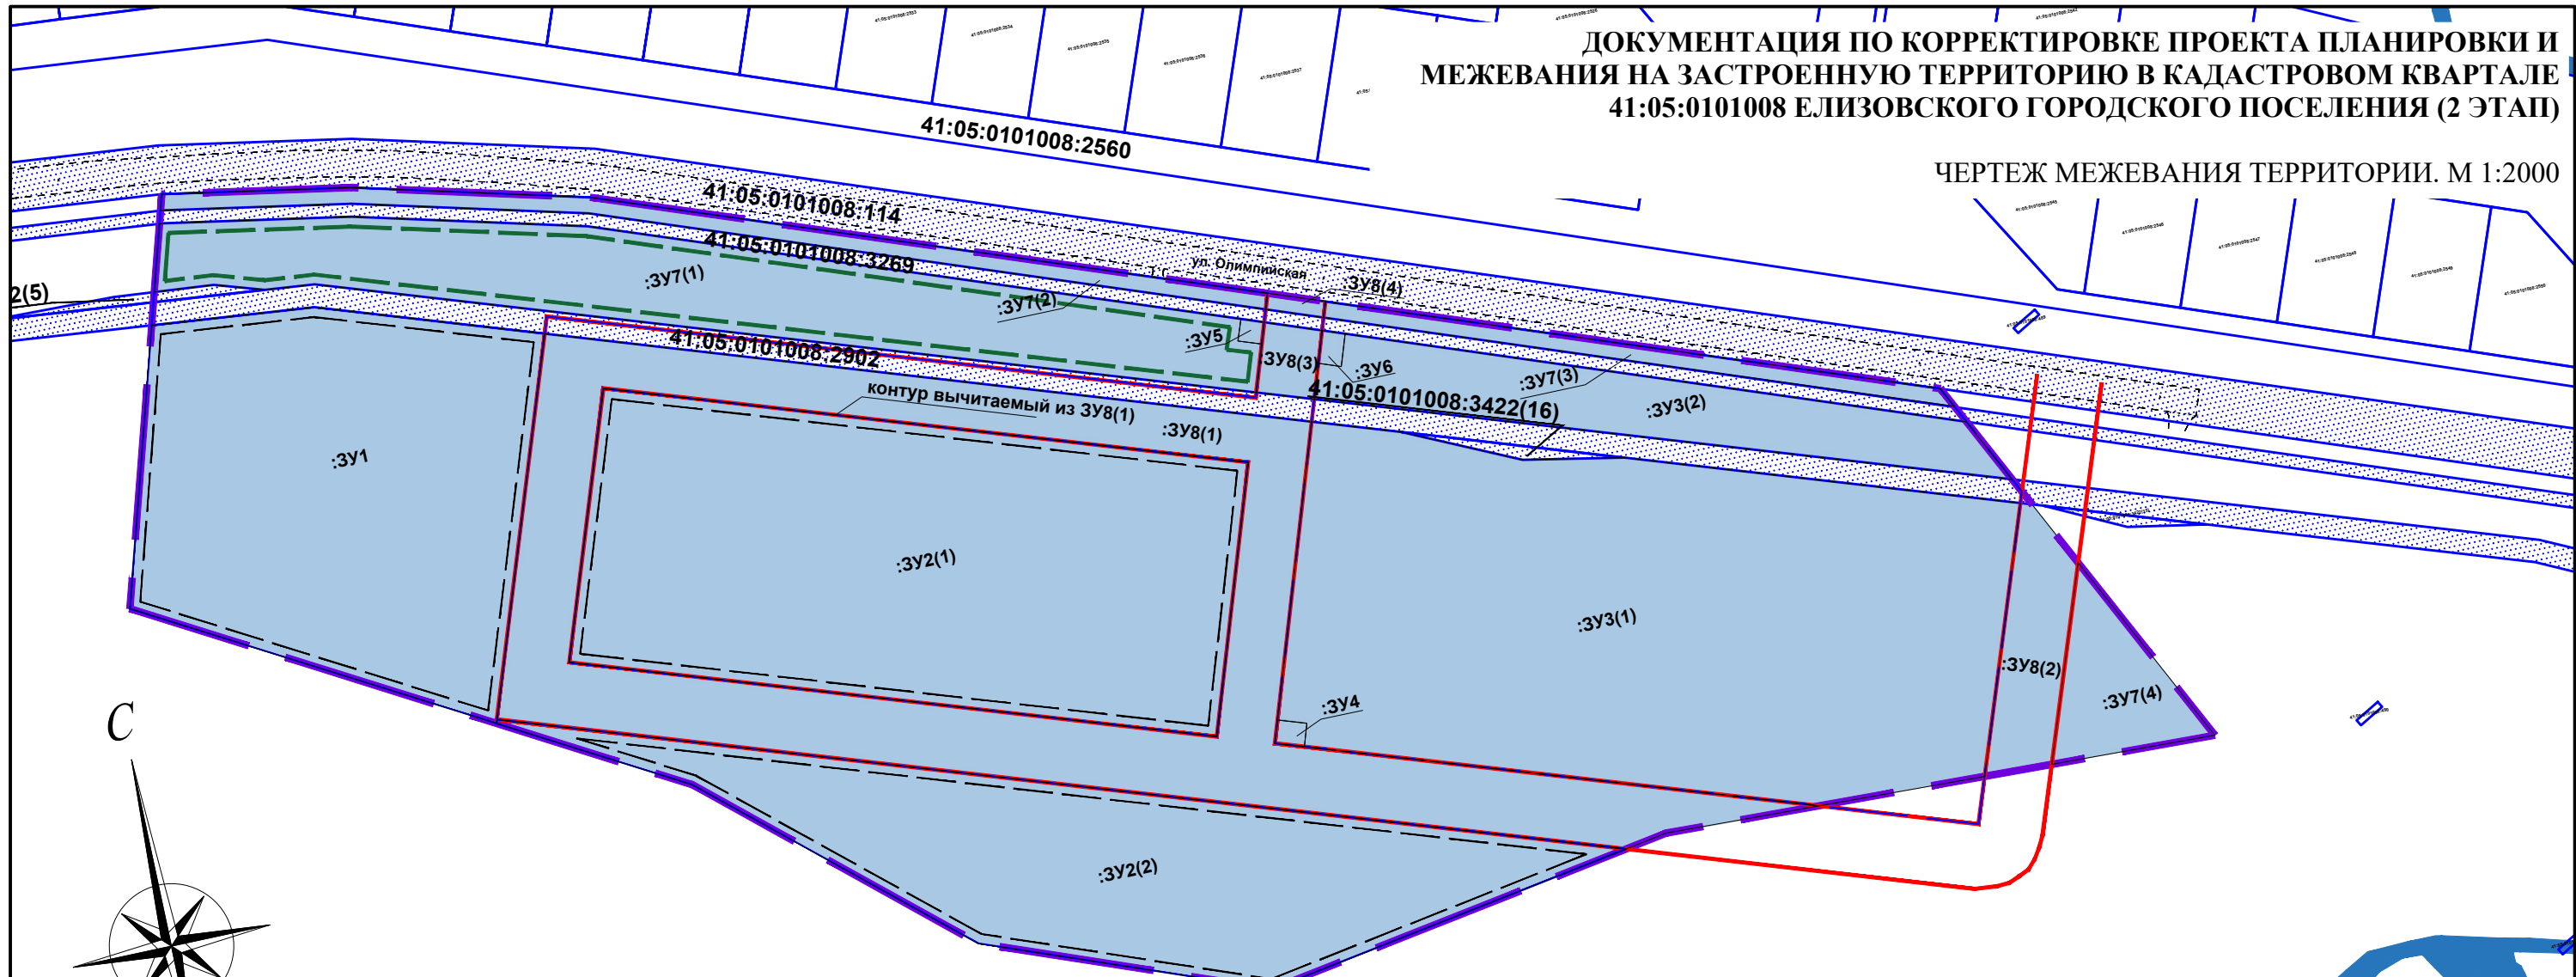 ДОКУМЕНТАЦИЯ ПО КОРРЕКТИРОВКЕ ПРОЕКТА ПЛАНИРОВКИ И
МЕЖЕВАНИЯ НА ЗАСТРОЕННУЮ ТЕРРИТОРИЮ В КАДАСТРОВОМ КВАРТАЛЕ
41:05:0101008 ЕЛИЗОВСКОГО ГОРОДСКОГО ПОСЕЛЕНИЯ (2 ЭТАП)
ЧЕРТЕЖ МЕЖЕВАНИЯ ТЕРРИТОРИИ. М 1:2000
41:05:0101008:2560
41:05:0101008:114
41:05:0101008:3269
ул. Олимпийская
:ЗУ7(1)
:ЗУ7(2)
:ЗУ8(4)
2(5)
:ЗУ5
:ЗУ8(3)
:ЗУ6
:ЗУ7(3)
41:05:0101008:2902
41:05:0101008:3422(16)
:ЗУ3(2)
контур вычитаемый из ЗУ8(1)
:ЗУ8(1)
:ЗУ1
:ЗУ2(1)
:ЗУ3(1)
:ЗУ8(2)
:ЗУ7(4)
:ЗУ4
С
:ЗУ2(2)